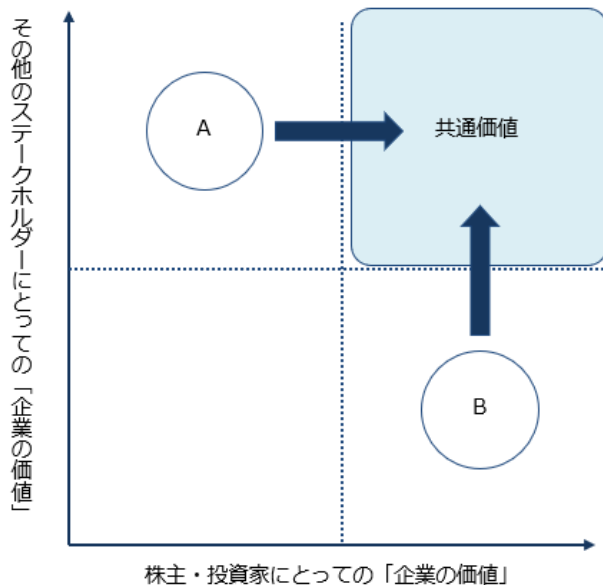 その他のステークホルダーにとっての「企業の価値」
A
共通価値
B
株主・投資家にとっての「企業の価値」